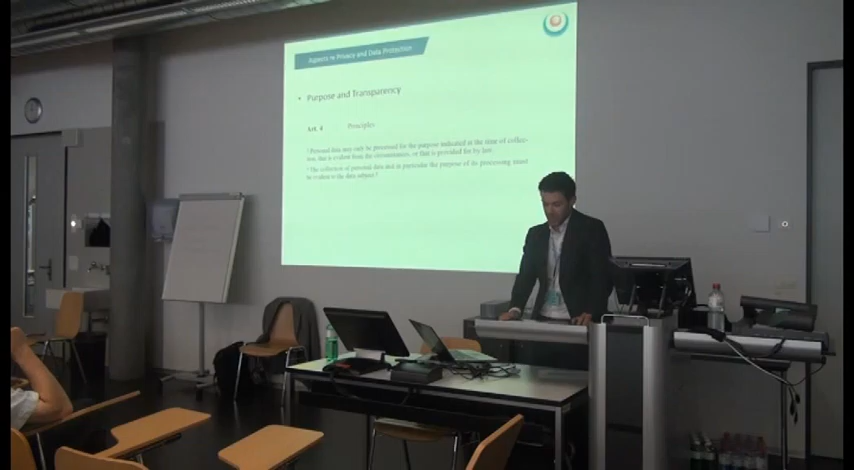 Aspects re Privacy and Data Protection
• Purpose and Transparency
Art. 4 Principles
³ Personal data may only be processed for the purpose indicated at the time of collec-
tion, that is evident from the circumstances, or that is provided for by law.
⁴ The collection of personal data and in particular the purpose of its processing must
be evident to the data subject.